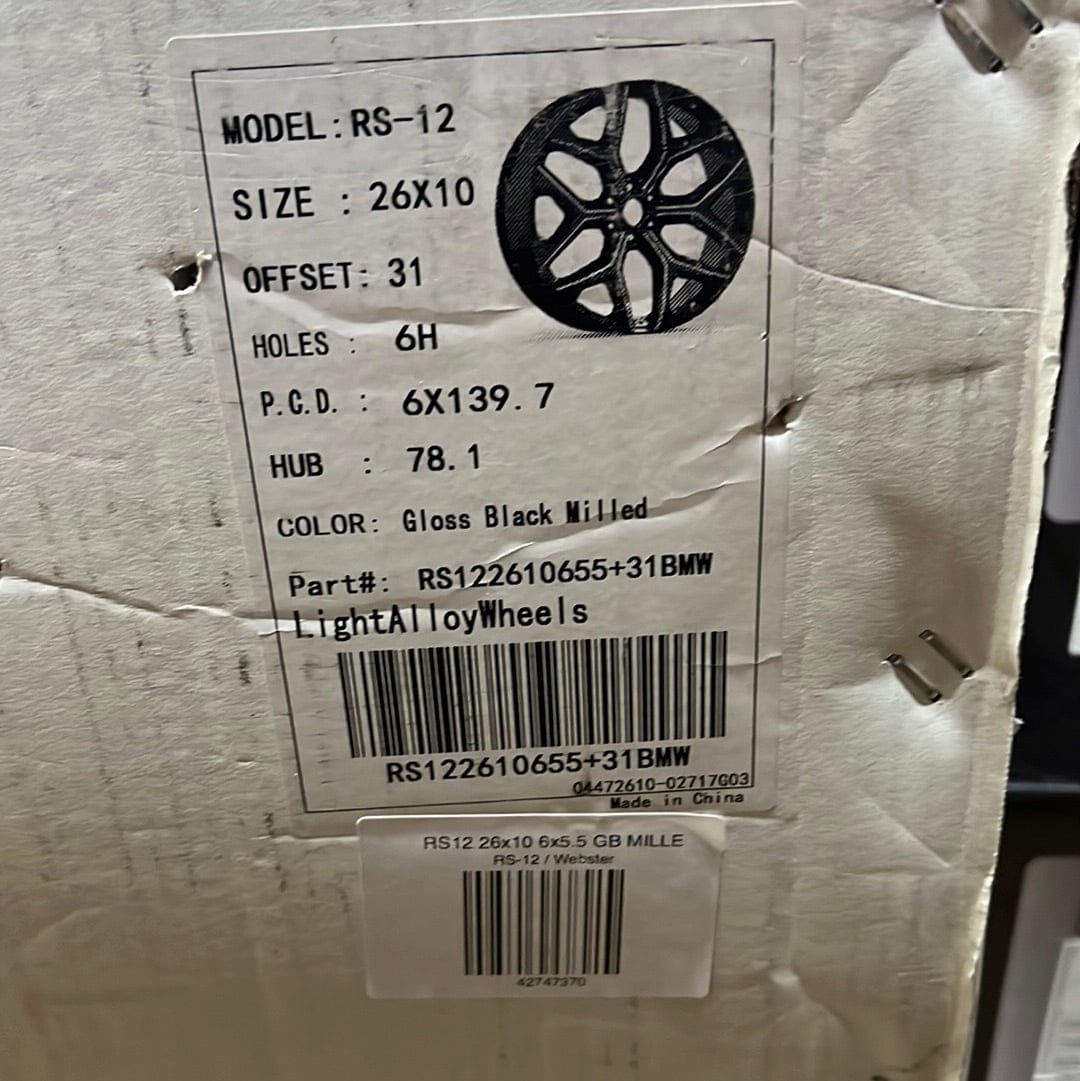 MODEL: RS-12
SIZE : 26X10
OFFSET: 31
HOLES : 6H
P.C.D. : 6X139.7
HUB : 78.1
COLOR: Gloss Black Milled
Part#: RS122610655+31BMW
LightAlloyWheels
RS122610655+31BMW
04472610-02717G03
Made in China
RS12 26x10 6x5.5 GB MILLE
RS-12 / Webster
42747370